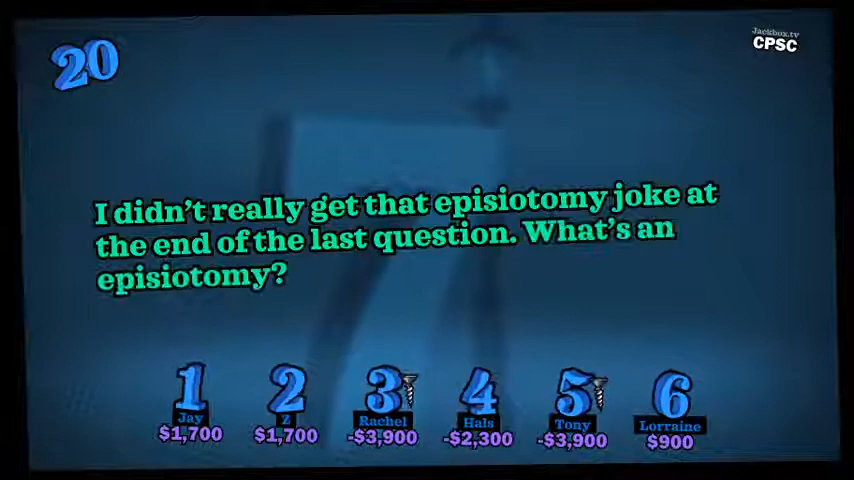 20
Jackbox.tv
CPSC
I didn't really get that episiotomy joke at
the end of the last question. What's an
episiotomy?
1 2 3 4 5 6
Jay Z Rachel Hals Tony Lorraine
$1,700 $1,700 -$3,900 -$2,300 -$3,900 $900